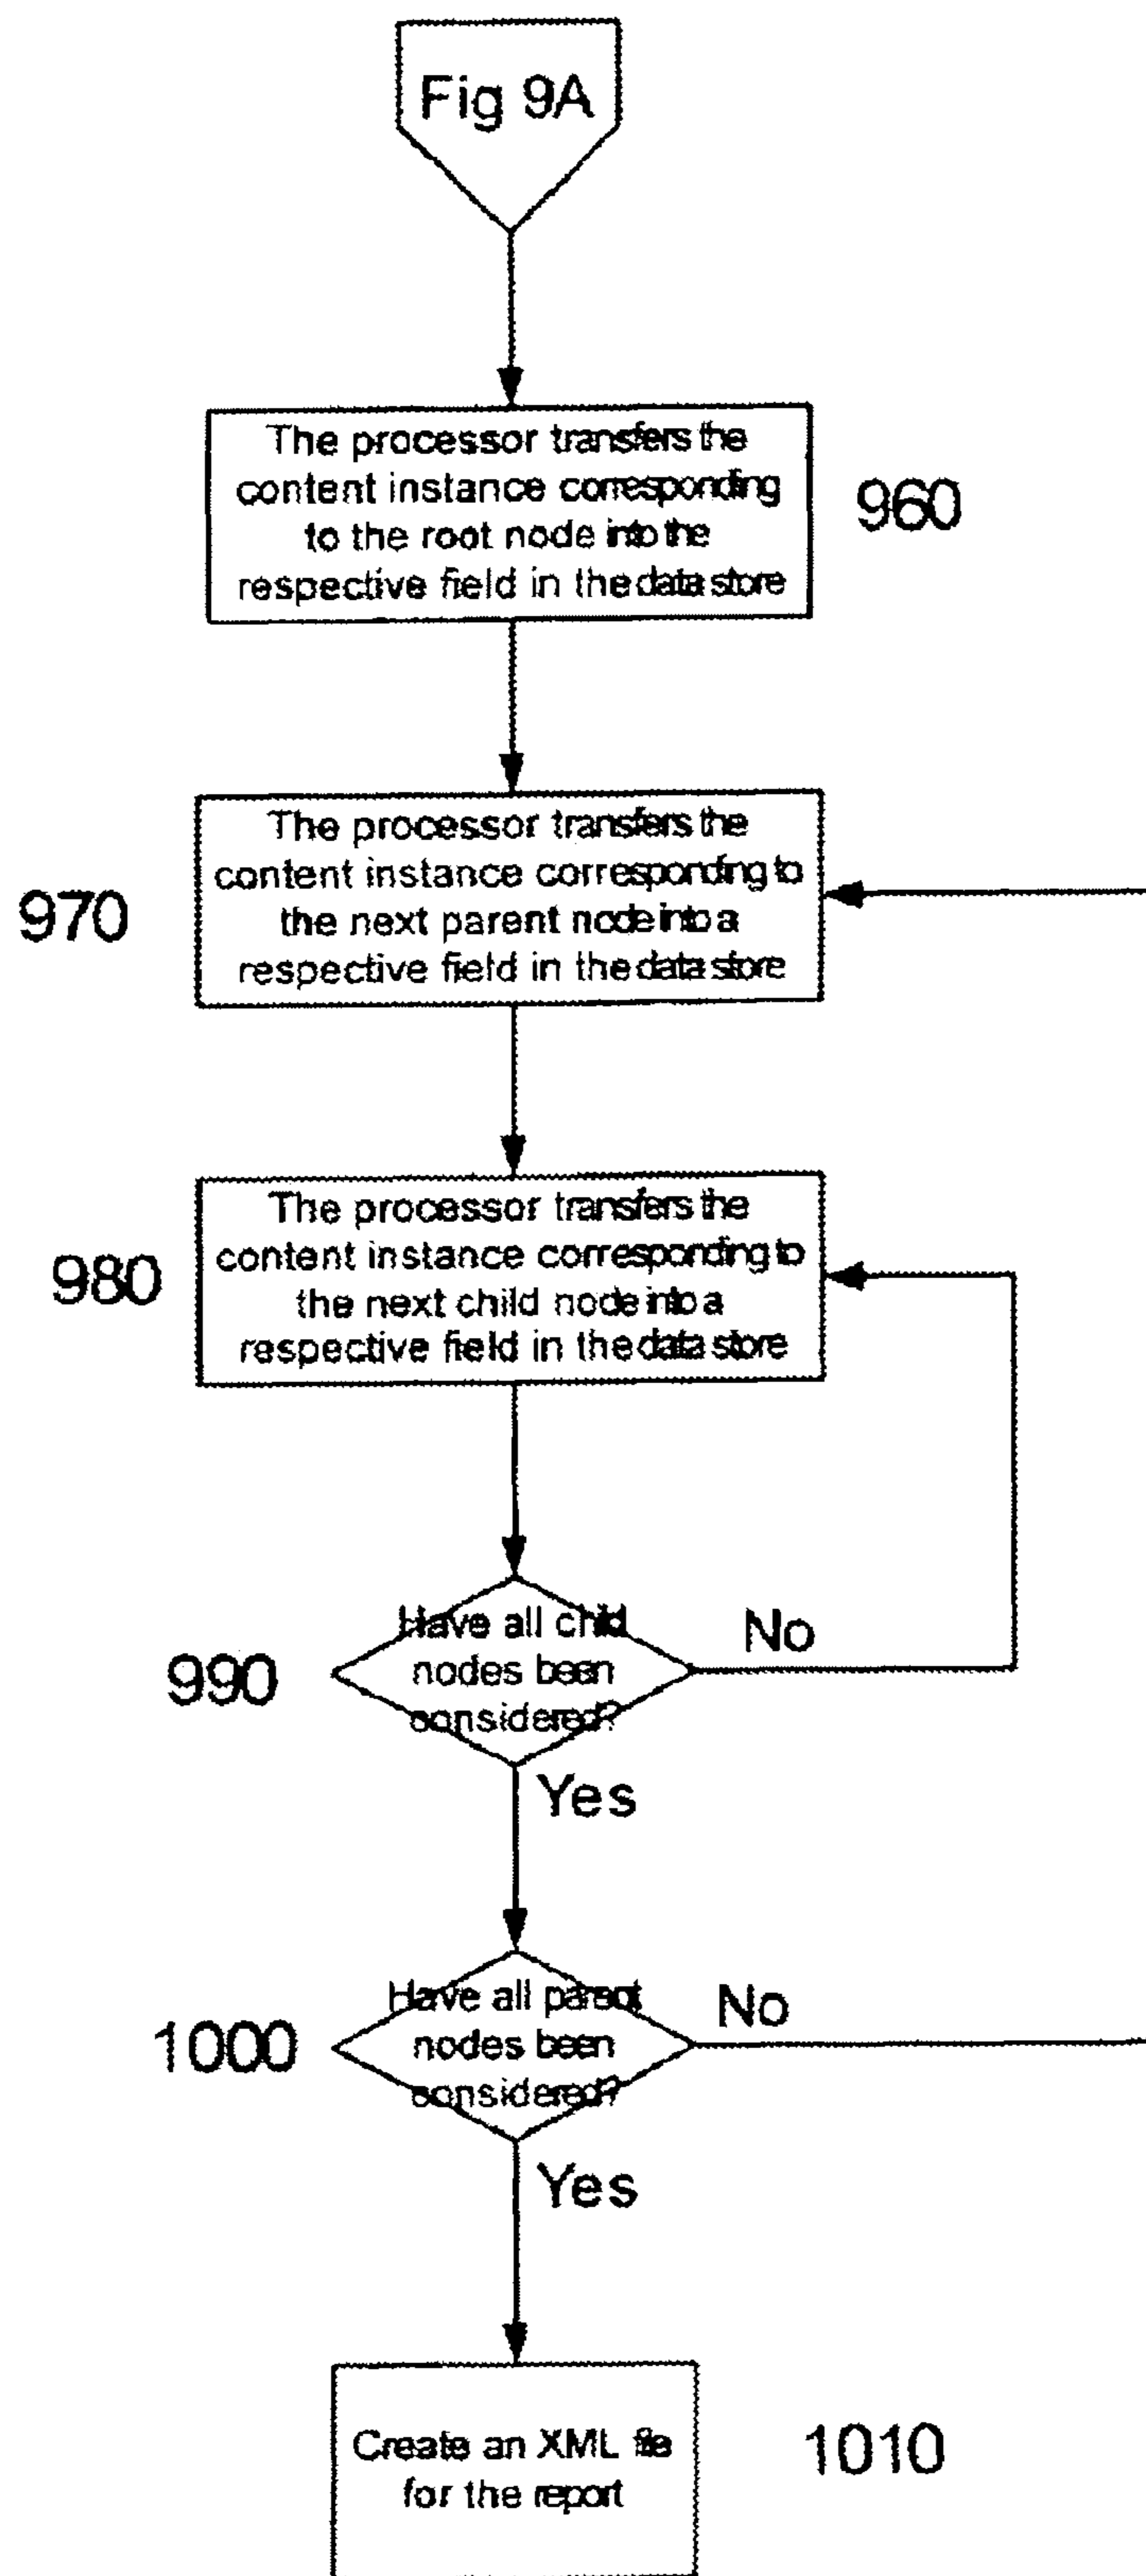 Fig 9A
The processor transfers the
content instance corresponding
to the root node into the
respective field in the data store
960
The processor transfers the
content instance corresponding to
the next parent node into a
respective field in the data store
970
The processor transfers the
content instance corresponding to
the next child node into a
respective field in the data store
980
Have all child
nodes been
considered?
990
No
Yes
Have all parent
nodes been
considered?
1000
No
Yes
Create an XML file
for the report
1010